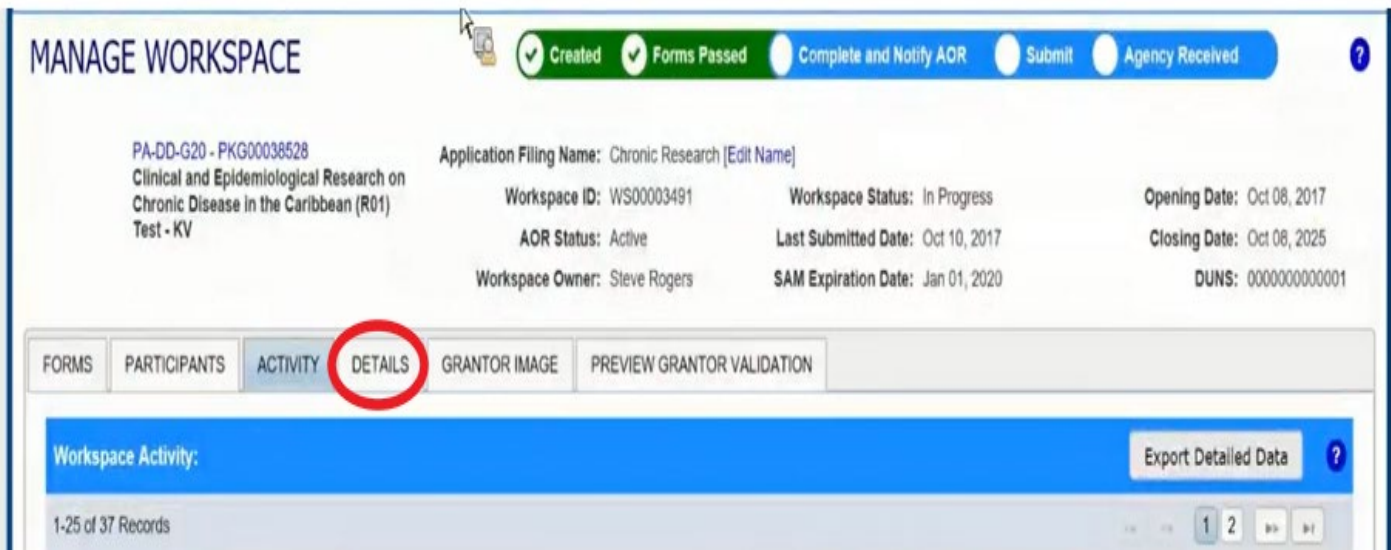 MANAGE WORKSPACE
Created
Forms Passed
Complete and Notify AOR
Submit
Agency Received
?
PA-DD-G20 - PKG00038528
Clinical and Epidemiological Research on
Chronic Disease in the Caribbean (R01)
Test - KV
Application Filing Name: Chronic Research [Edit Name]
Workspace ID: WS00003491
Workspace Status: In Progress
Opening Date: Oct 08, 2017
AOR Status: Active
Last Submitted Date: Oct 10, 2017
Closing Date: Oct 08, 2025
Workspace Owner: Steve Rogers
SAM Expiration Date: Jan 01, 2020
DUNS: 0000000000001
FORMS
PARTICIPANTS
ACTIVITY
DETAILS
GRANTOR IMAGE
PREVIEW GRANTOR VALIDATION
Workspace Activity:
Export Detailed Data
?
1-25 of 37 Records
1 2